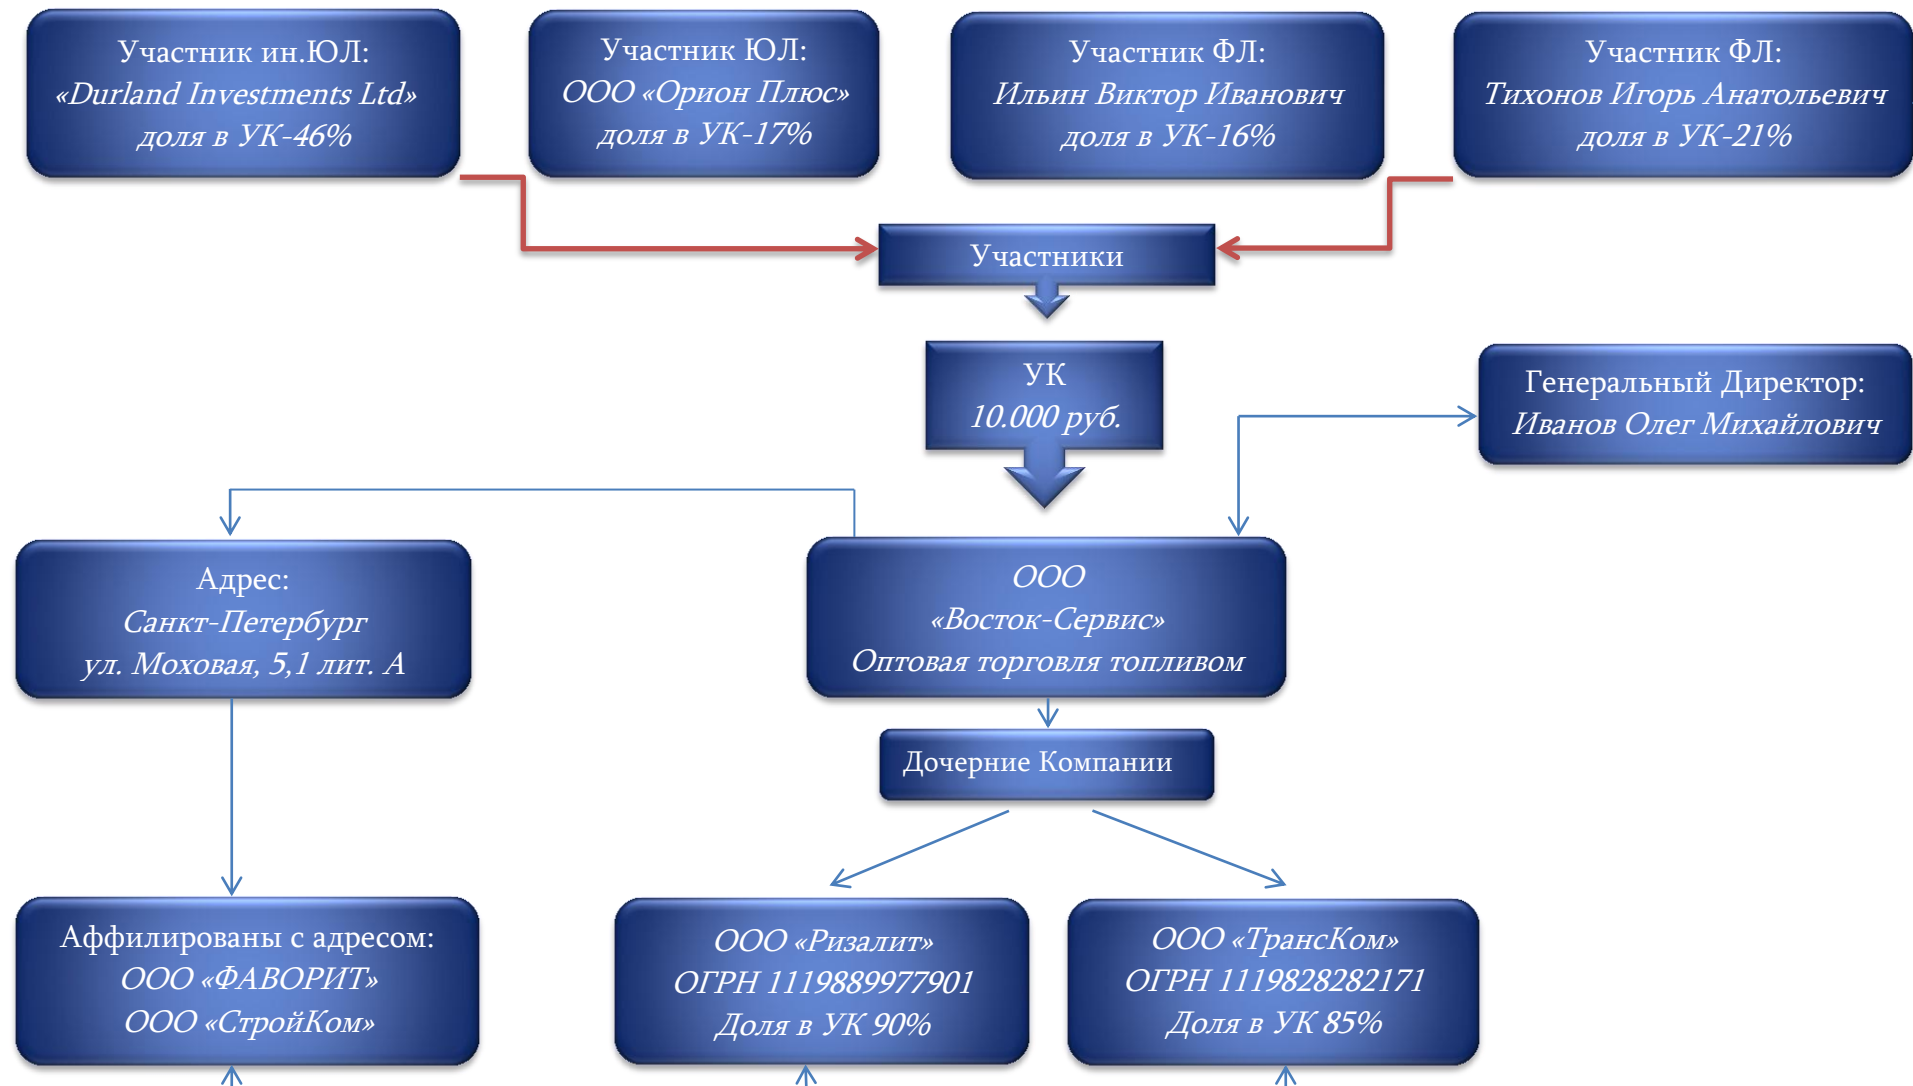 Участник ин.ЮЛ:
«Durland Investments Ltd»
доля в УК-46%
Участник ЮЛ:
ООО «Орион Плюс»
доля в УК-17%
Участник ФЛ:
Ильин Виктор Иванович
доля в УК-16%
Участник ФЛ:
Тихонов Игорь Анатольевич
доля в УК-21%
Участники
УК
10.000 руб.
Генеральный Директор:
Иванов Олег Михайлович
Адрес:
Санкт-Петербург
ул. Моховая, 5,1 лит. А
ООО
«Восток-Сервис»
Оптовая торговля топливом
Дочерние Компании
Аффилированы с адресом:
ООО «ФАВОРИТ»
ООО «СтройКом»
ООО «Ризалит»
ОГРН 1119889977901
Доля в УК 90%
ООО «ТрансКом»
ОГРН 1119828282171
Доля в УК 85%